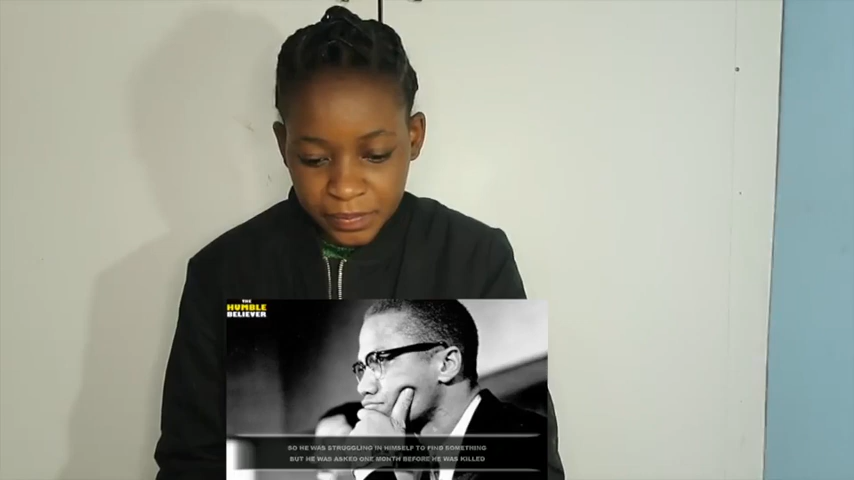 THE
HUMBLE
BELIEVER
SO HE WAS STRUGGLING IN HIMSELF TO FIND SOMETHING
BUT HE WAS ASKED ONE MONTH BEFORE HE WAS KILLED